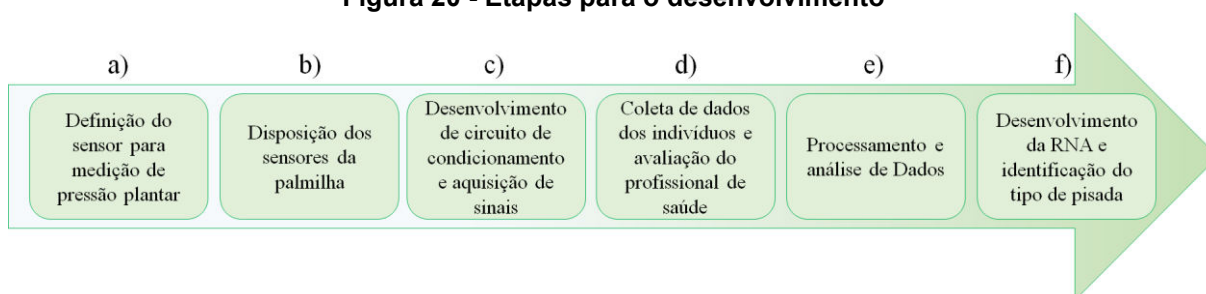 Figura 20 - Etapas para o desenvolvimento
a)
Definição do
sensor para
medição de
pressão plantar
b)
Disposição dos
sensores da
palmilha
c)
Desenvolvimento
de circuito de
condicionamento
e aquisição de
sinais
d)
Coleta de dados
dos indivíduos e
avaliação do
profissional de
saúde
e)
Processamento e
análise de Dados
f)
Desenvolvimento
da RNA e
identificação do
tipo de pisada